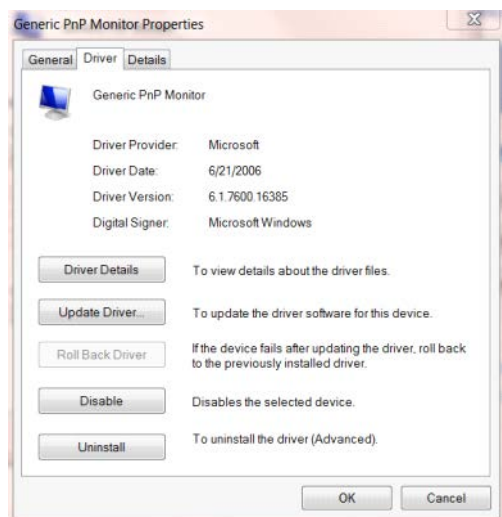 Generic PnP Monitor Properties
General Driver Details
Generic PnP Monitor
Driver Provider: Microsoft
Driver Date: 6/21/2006
Driver Version: 6.1.7600.16385
Digital Signer: Microsoft Windows
Driver Details To view details about the driver files.
Update Driver... To update the driver software for this device.
Roll Back Driver If the device fails after updating the driver, roll back
to the previously installed driver.
Disable Disables the selected device.
Uninstall To uninstall the driver (Advanced).
OK Cancel